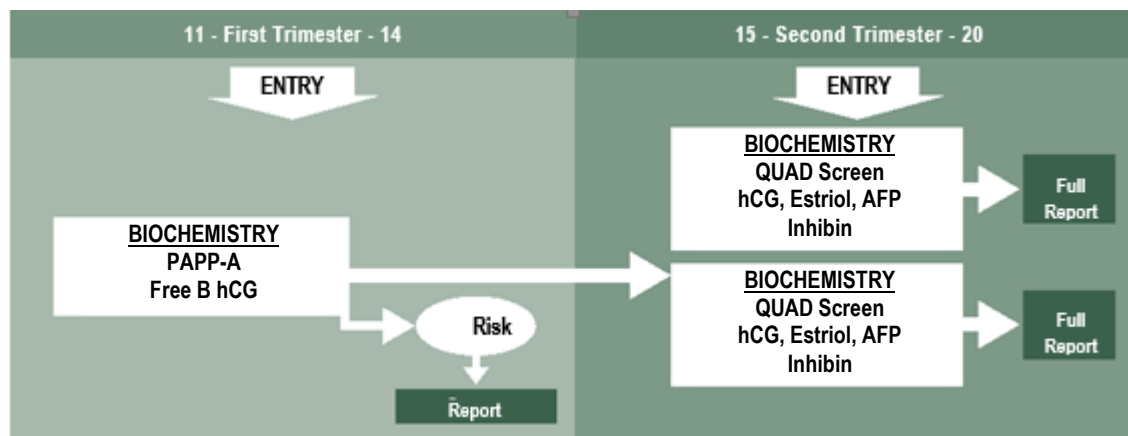 11 - First Trimester - 14
ENTRY
BIOCHEMISTRY
PAPP-A
Free B hCG
Risk
Report
15 - Second Trimester - 20
ENTRY
BIOCHEMISTRY
QUAD Screen
hCG, Estriol, AFP
Inhibin
Full
Report
BIOCHEMISTRY
QUAD Screen
hCG, Estriol, AFP
Inhibin
Full
Report